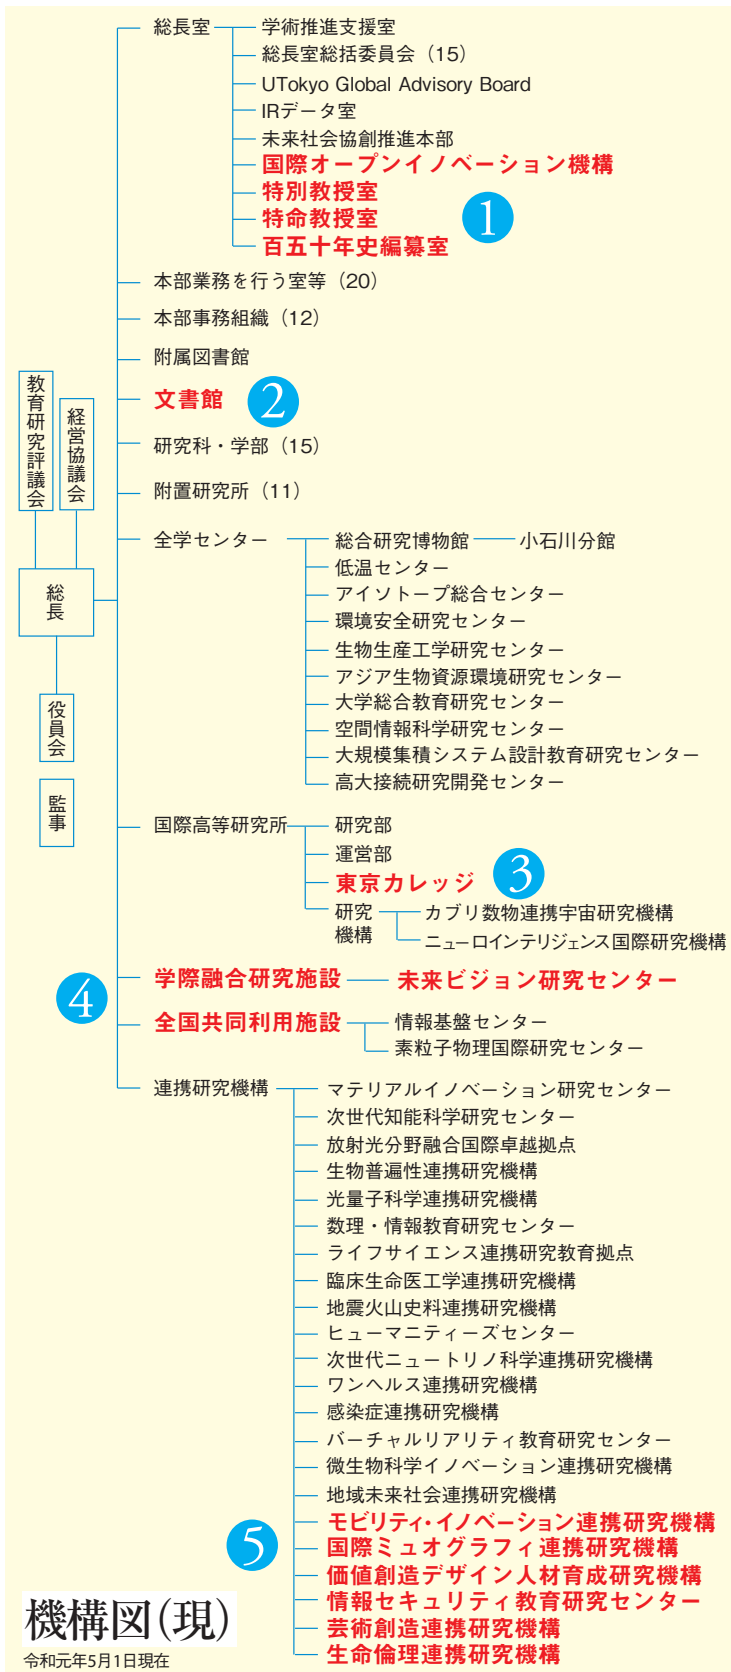 総長室
学術推進支援室
総長室総括委員会（15）
UTokyo Global Advisory Board
IRデータ室
未来社会協創推進本部
国際オープンイノベーション機構
特別教授室
特命教授室
百五十年史編纂室
1
本部業務を行う室等（20）
本部事務組織（12）
附属図書館
文書館
2
研究科・学部（15）
附置研究所（11）
教育研究評議会
経営協議会
総長
役員会
監事
全学センター
総合研究博物館
小石川分館
低温センター
アイソトープ総合センター
環境安全研究センター
生物生産工学研究センター
アジア生物資源環境研究センター
大学総合教育研究センター
空間情報科学研究センター
大規模集積システム設計教育研究センター
高大接続研究開発センター
国際高等研究所
研究部
運営部
東京カレッジ
3
研究
機構
カブリ数物連携宇宙研究機構
ニューロインテリジェンス国際研究機構
4
学際融合研究施設
未来ビジョン研究センター
全国共同利用施設
情報基盤センター
素粒子物理国際研究センター
連携研究機構
マテリアルイノベーション研究センター
次世代知能科学研究センター
放射光分野融合国際卓越拠点
生物普遍性連携研究機構
光量子科学連携研究機構
数理・情報教育研究センター
ライフサイエンス連携研究教育拠点
臨床生命医工学連携研究機構
地震火山史料連携研究機構
ヒューマニティーズセンター
次世代ニュートリノ科学連携研究機構
ワンヘルス連携研究機構
感染症連携研究機構
バーチャルリアリティ教育研究センター
微生物科学イノベーション連携研究機構
地域未来社会連携研究機構
5
モビリティ・イノベーション連携研究機構
国際ミュオグラフィ連携研究機構
価値創造デザイン人材育成研究機構
情報セキュリティ教育研究センター
芸術創造連携研究機構
生命倫理連携研究機構
機構図（現）
令和元年5月1日現在